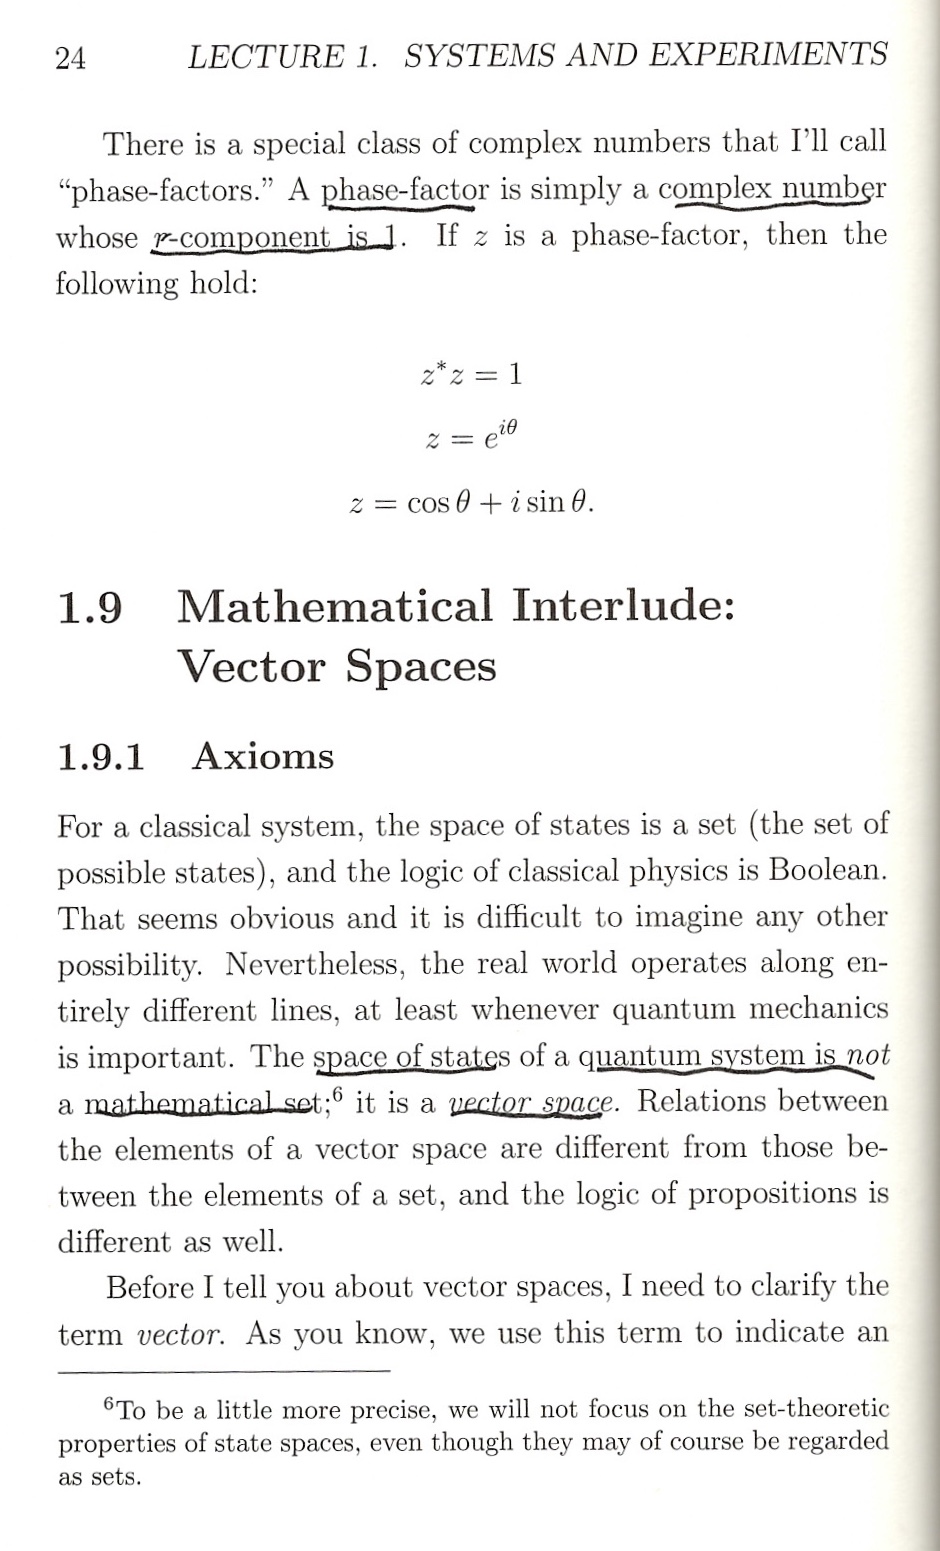 24 LECTURE 1. SYSTEMS AND EXPERIMENTS
There is a special class of complex numbers that I'll call
“phase-factors.” A phase-factor is simply a complex number
whose r-component is 1. If z is a phase-factor, then the
following hold:
z*z = 1
z = e^{iθ}
z = cos θ + i sin θ.
1.9 Mathematical Interlude:
Vector Spaces
1.9.1 Axioms
For a classical system, the space of states is a set (the set of
possible states), and the logic of classical physics is Boolean.
That seems obvious and it is difficult to imagine any other
possibility. Nevertheless, the real world operates along en-
tirely different lines, at least whenever quantum mechanics
is important. The space of states of a quantum system is not
a mathematical set;⁶ it is a vector space. Relations between
the elements of a vector space are different from those be-
tween the elements of a set, and the logic of propositions is
different as well.
Before I tell you about vector spaces, I need to clarify the
term vector. As you know, we use this term to indicate an
⁶To be a little more precise, we will not focus on the set-theoretic
properties of state spaces, even though they may of course be regarded
as sets.